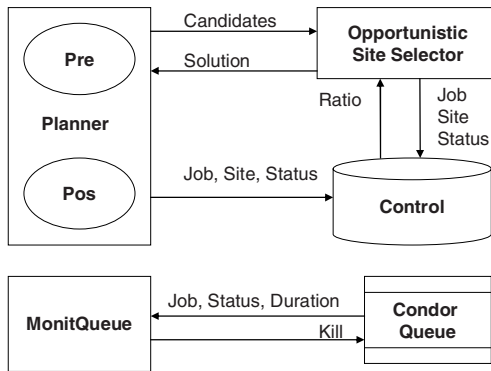 Candidates
Opportunistic
Site Selector
Pre
Solution
Planner
Ratio
Job
Site
Status
Pos
Job, Site, Status
Control
MonitQueue
Job, Status, Duration
Condor
Queue
Kill